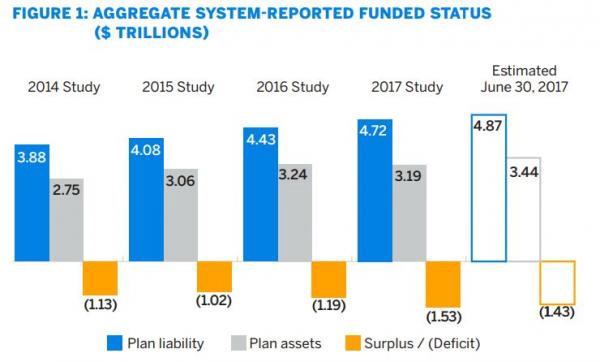 FIGURE 1: AGGREGATE SYSTEM-REPORTED FUNDED STATUS
($ TRILLIONS)
2014 Study
2015 Study
2016 Study
2017 Study
Estimated
June 30, 2017
3.88
2.75
(1.13)
4.08
3.06
(1.02)
4.43
3.24
(1.19)
4.72
3.19
(1.53)
4.87
3.44
(1.43)
Plan liability
Plan assets
Surplus / (Deficit)